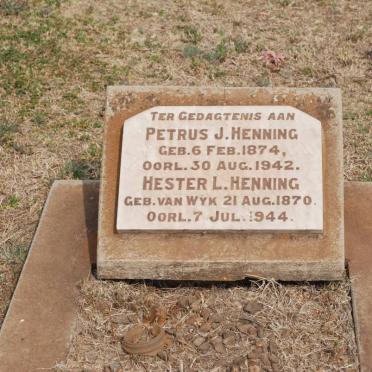 TER GEDAGTENIS AAN
PETRUS J. HENNING
GEB. 6 FEB. 1874,
OORL. 30 AUG. 1942.
HESTER L. HENNING
GEB. VAN WYK 21 AUG. 1870.
OORL. 7 JUL. 1944.